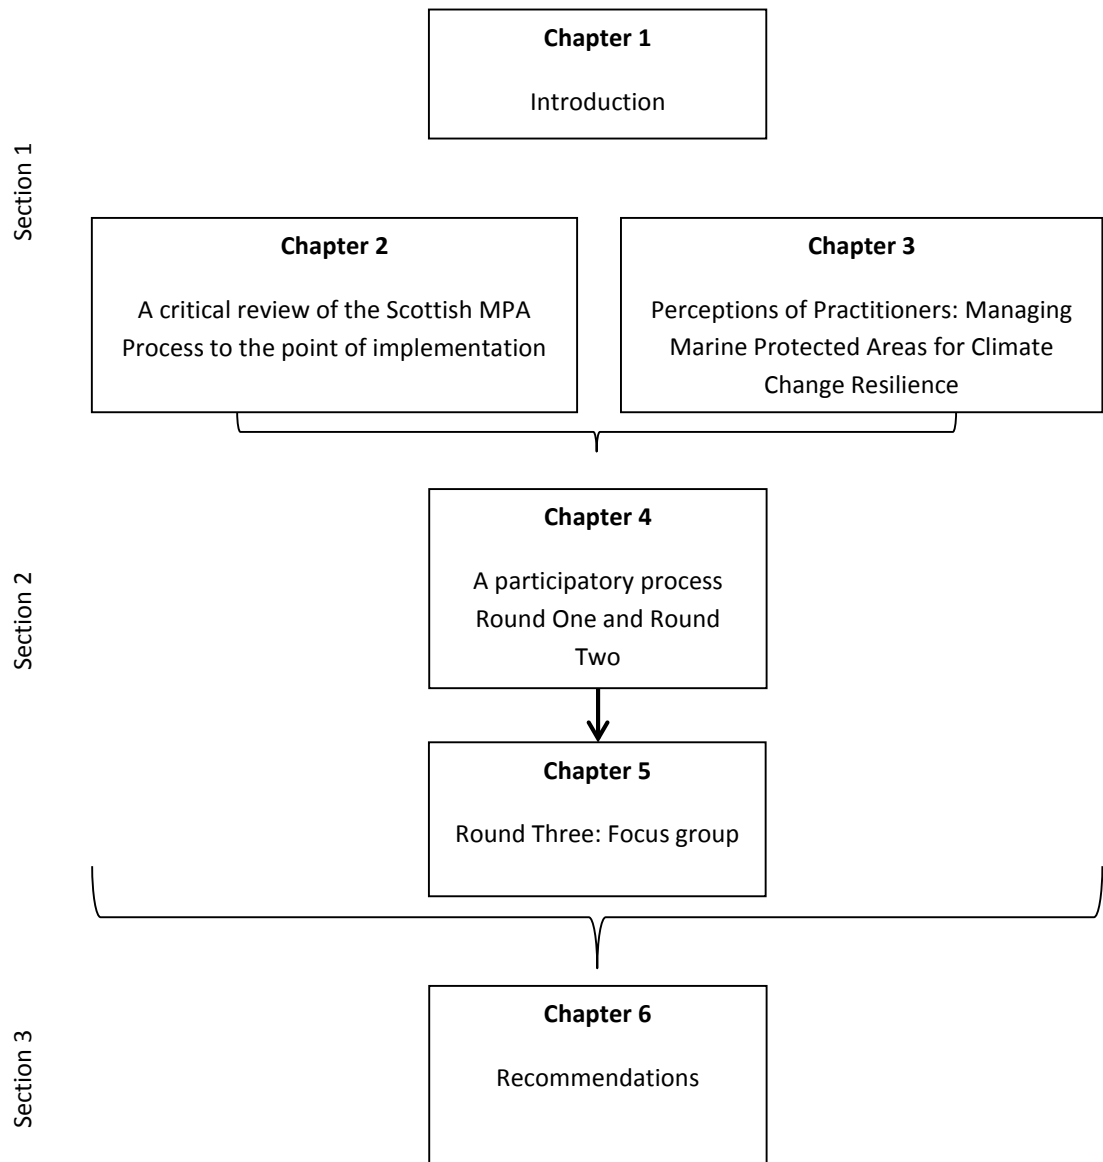 Section 1
Chapter 1
Introduction
Chapter 2
A critical review of the Scottish MPA
Process to the point of implementation
Chapter 3
Perceptions of Practitioners: Managing
Marine Protected Areas for Climate
Change Resilience
Section 2
Chapter 4
A participatory process
Round One and Round
Two
Chapter 5
Round Three: Focus group
Section 3
Chapter 6
Recommendations